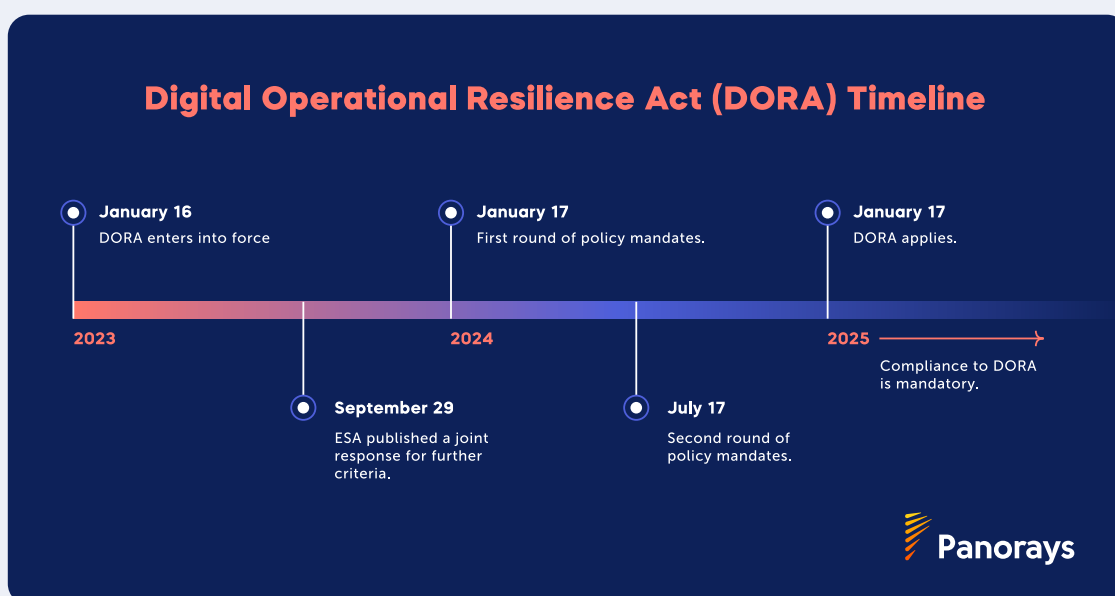 Digital Operational Resilience Act (DORA) Timeline
January 16
DORA enters into force
January 17
First round of policy mandates.
January 17
DORA applies.
2023
2024
2025
Compliance to DORA
is mandatory.
September 29
ESA published a joint
response for further
criteria.
July 17
Second round of
policy mandates.
Panorays